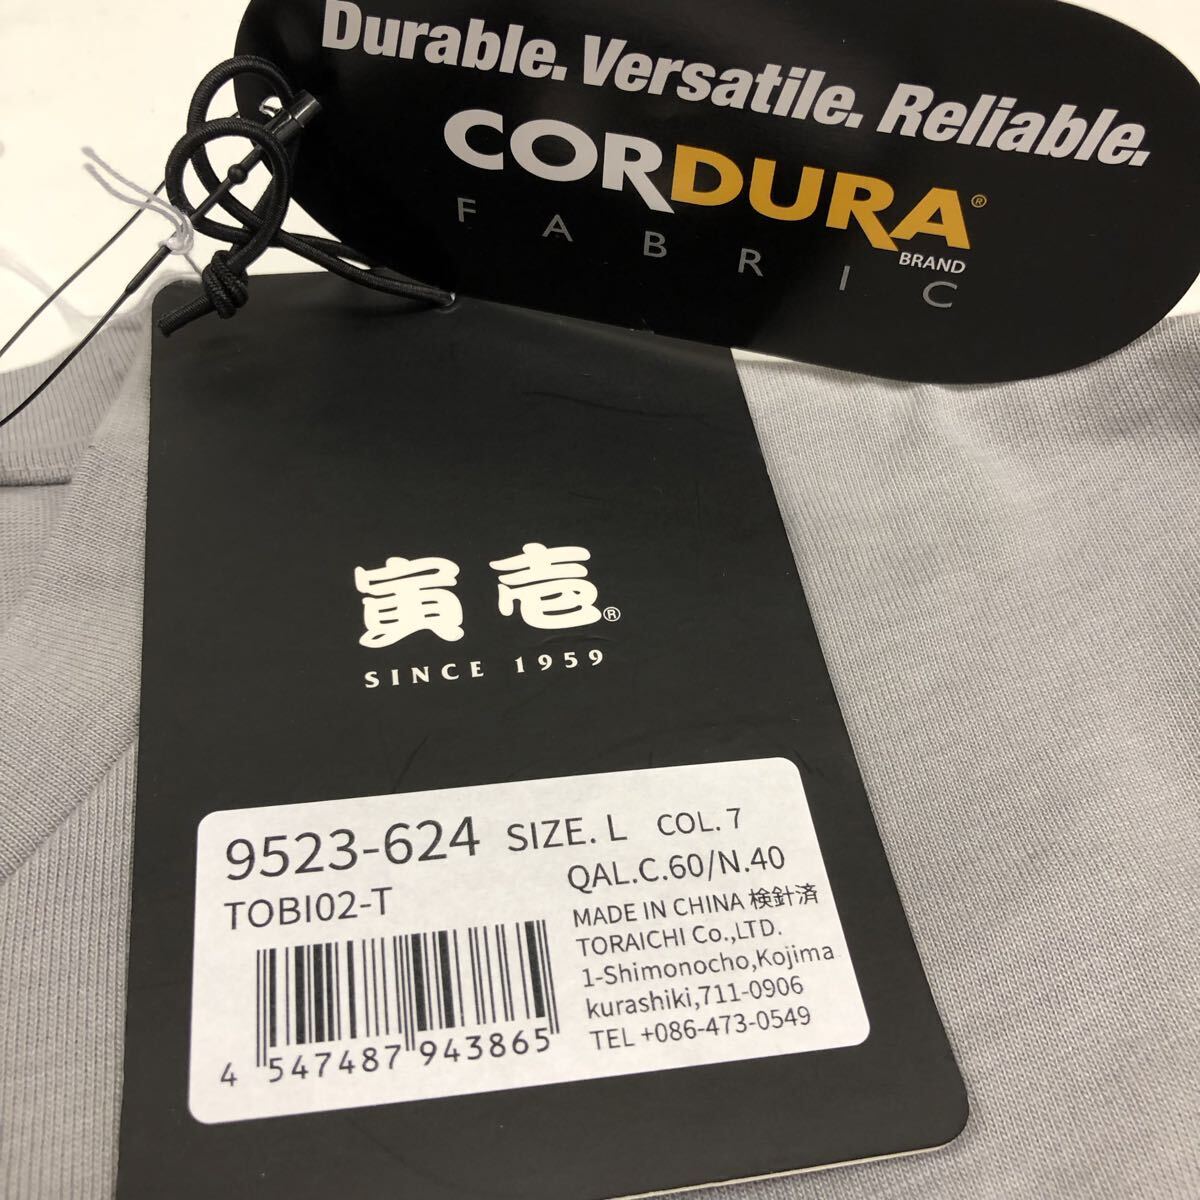 Durable. Versatile. Reliable.
CORDURA®
BRAND
FABRIC
寅壱®
SINCE 1959
9523-624 SIZE. L COL. 7
TOBI02-T QAL.C.60/N.40
MADE IN CHINA 検針済
TORAICHI Co.,LTD.
1-Shimonocho,Kojima
kurashiki,711-0906
TEL +086-473-0549
4 547487 943865